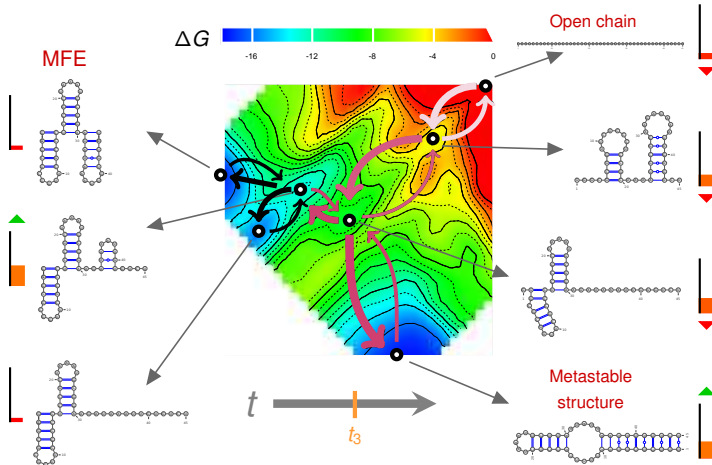 Open chain
ΔG
-16 -12 -8 -4 0
MFE
Metastable
structure
t
t3